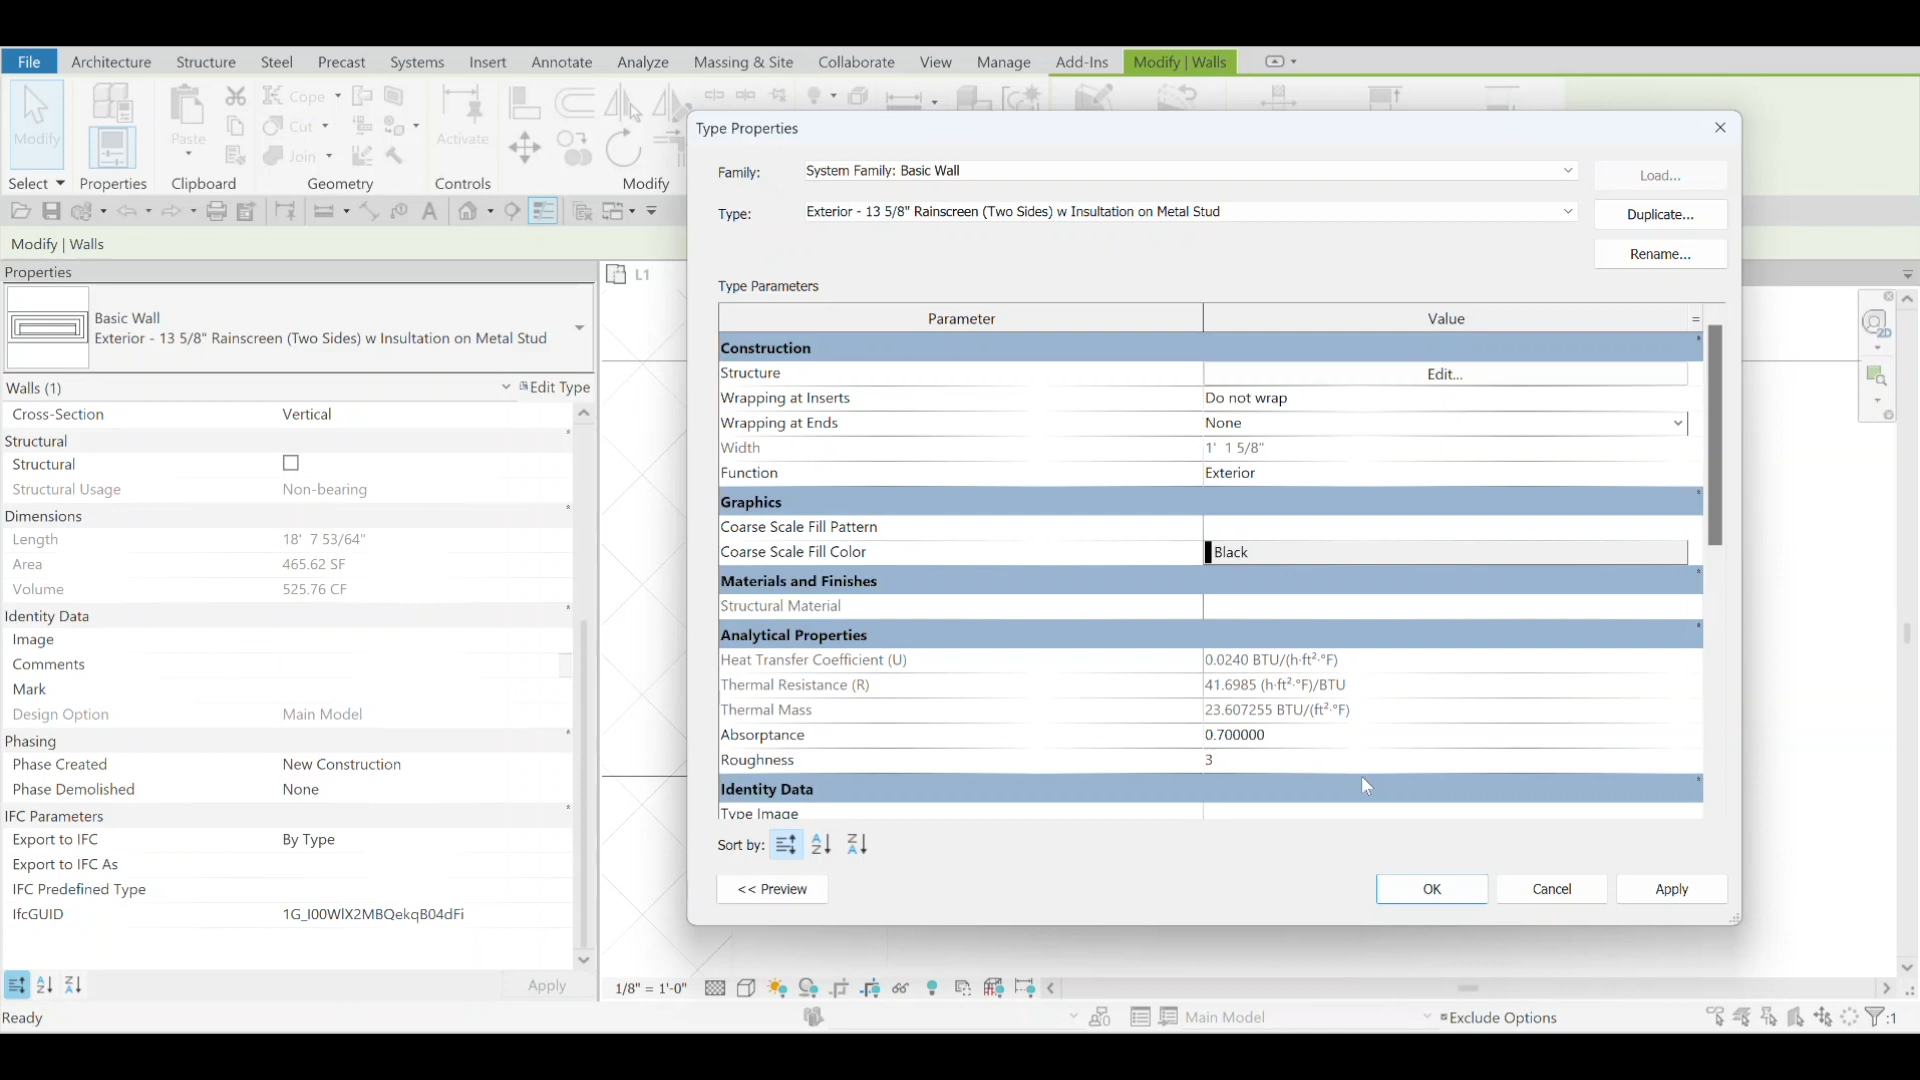 File Architecture Structure Steel Precast Systems Insert Annotate Analyze Massing & Site Collaborate View Manage Add-Ins Modify | Walls
Modify Paste Cope Cut Join Activate
Select Properties Clipboard Geometry Controls Modify
Modify | Walls
Properties
Basic Wall
Exterior - 13 5/8" Rainscreen (Two Sides) w Insultation on Metal Stud
Walls (1) Edit Type
Cross-Section Vertical
Structural
Structural
Structural Usage Non-bearing
Dimensions
Length 18' 7 53/64"
Area 465.62 SF
Volume 525.76 CF
Identity Data
Image
Comments
Mark
Design Option Main Model
Phasing
Phase Created New Construction
Phase Demolished None
IFC Parameters
Export to IFC By Type
Export to IFC As
IFC Predefined Type
IfcGUID 1G_I00WlX2MBQekqB04dFi
Apply
Ready
L1
Type Properties
Family: System Family: Basic Wall Load...
Type: Exterior - 13 5/8" Rainscreen (Two Sides) w Insultation on Metal Stud Duplicate...
Rename...
Type Parameters
Parameter Value =
Construction
Structure Edit...
Wrapping at Inserts Do not wrap
Wrapping at Ends None
Width 1' 1 5/8"
Function Exterior
Graphics
Coarse Scale Fill Pattern
Coarse Scale Fill Color Black
Materials and Finishes
Structural Material
Analytical Properties
Heat Transfer Coefficient (U) 0.0240 BTU/(h·ft²·°F)
Thermal Resistance (R) 41.6985 (h·ft²·°F)/BTU
Thermal Mass 23.607255 BTU/(ft²·°F)
Absorptance 0.700000
Roughness 3
Identity Data
Type Image
Sort by:
<< Preview OK Cancel Apply
2D
1/8" = 1'-0"
Main Model Exclude Options :1